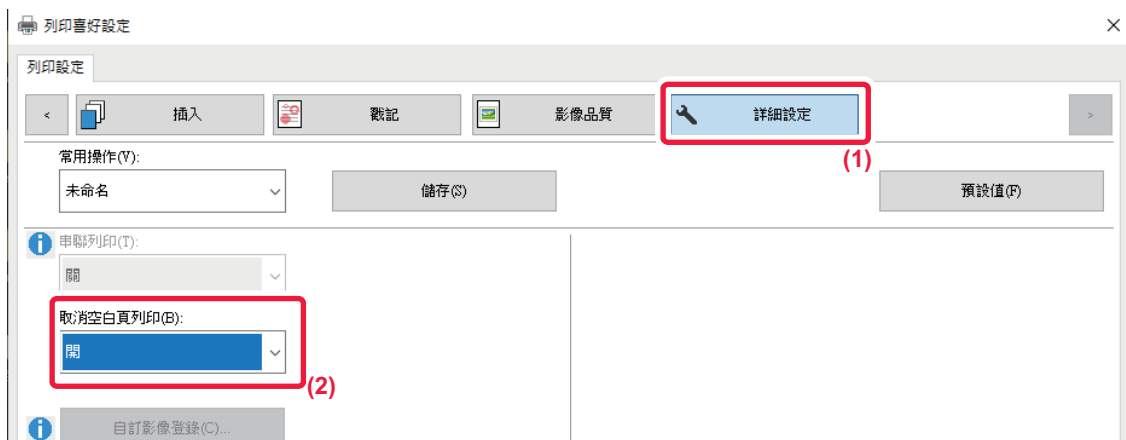 列印喜好設定
列印設定
插入 戳記 影像品質 詳細設定
(1)
常用操作(V):
未命名 儲存(S) 預設值(F)
串聯列印(T):
關
取消空白頁列印(B):
開
(2)
自訂影像登錄(C)...